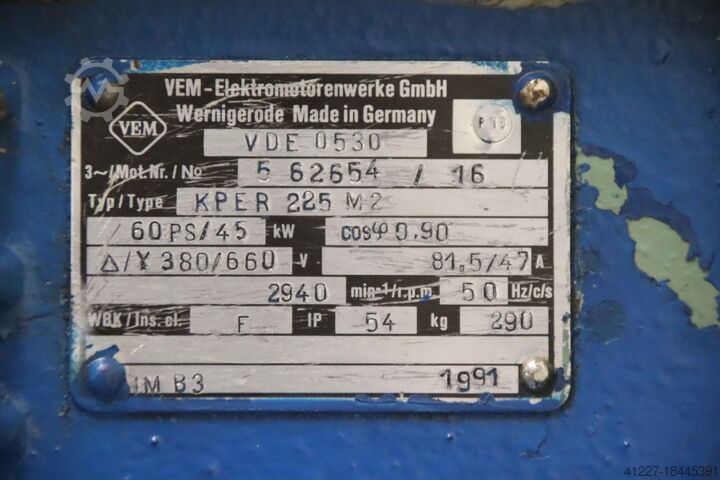 VEM-Elektromotorenwerke GmbH
Wernigerode Made in Germany
VEM
VDE 0530
3~/Mot.Nr./No 5 62654 / 16
Typ/Type KPER 225 M2
60PS/45 kW cosφ 0.90
Δ/Y 380/660 V 81.5/47 A
2940 min-1/r.p.m. 50 Hz/c/s
WBK/Ins.cl. F IP 54 kg 290
IM B3 1991
41227-18445391